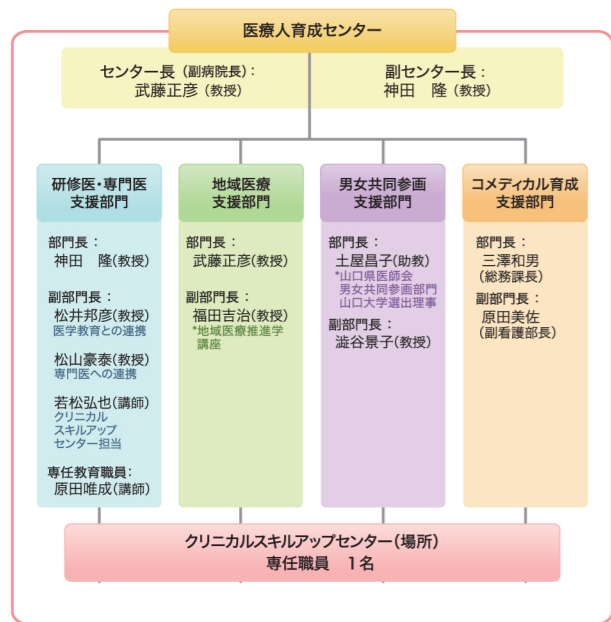 医療人育成センター
センター長(副病院長):
武藤正彦(教授)
副センター長:
神田 隆(教授)
研修医・専門医
支援部門
部門長:
神田 隆(教授)
副部門長:
松井邦彦(教授)
医学教育との連携
松山豪泰(教授)
専門医への連携
若松弘也(講師)
クリニカル
スキルアップ
センター担当
専任教育職員:
原田唯成(講師)
地域医療
支援部門
部門長:
武藤正彦(教授)
副部門長:
福田吉治(教授)
*地域医療推進学
講座
男女共同参画
支援部門
部門長:
土屋昌子(助教)
*山口県医師会
男女共同参画部門
山口大学選出理事
副部門長:
澁谷景子(教授)
コメディカル育成
支援部門
部門長:
三澤和男
(総務課長)
副部門長:
原田美佐
(副看護部長)
クリニカルスキルアップセンター(場所)
専任職員 1名